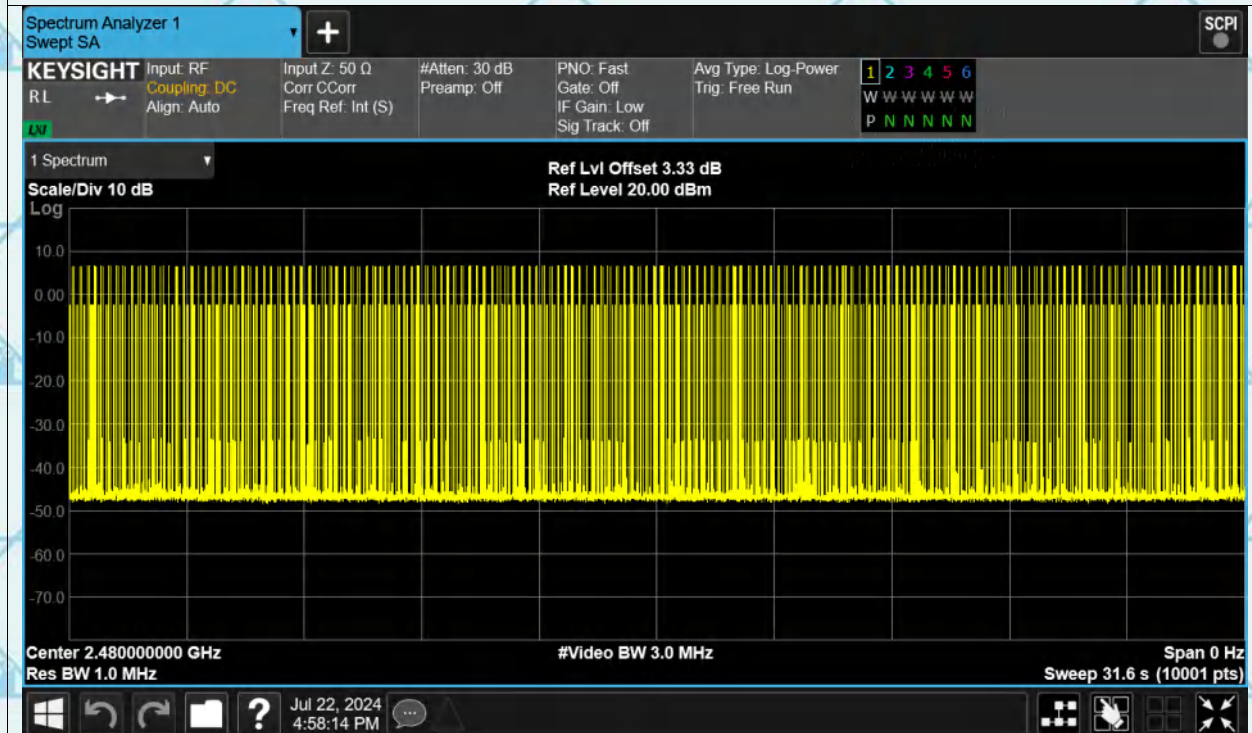 Spectrum Analyzer 1
Swept SA
+
SCPI
KEYSIGHT
RL
LXI
Input: RF
Coupling: DC
Align: Auto
Input Z: 50 Ω
Corr CCorr
Freq Ref: Int (S)
#Atten: 30 dB
Preamp: Off
PNO: Fast
Gate: Off
IF Gain: Low
Sig Track: Off
Avg Type: Log-Power
Trig: Free Run
1 2 3 4 5 6
W W W W W W
P N N N N N
1 Spectrum
Scale/Div 10 dB
Ref Lvl Offset 3.33 dB
Ref Level 20.00 dBm
Log
10.0
0.00
-10.0
-20.0
-30.0
-40.0
-50.0
-60.0
-70.0
Center 2.480000000 GHz
#Video BW 3.0 MHz
Span 0 Hz
Res BW 1.0 MHz
Sweep 31.6 s (10001 pts)
?
Jul 22, 2024
4:58:14 PM